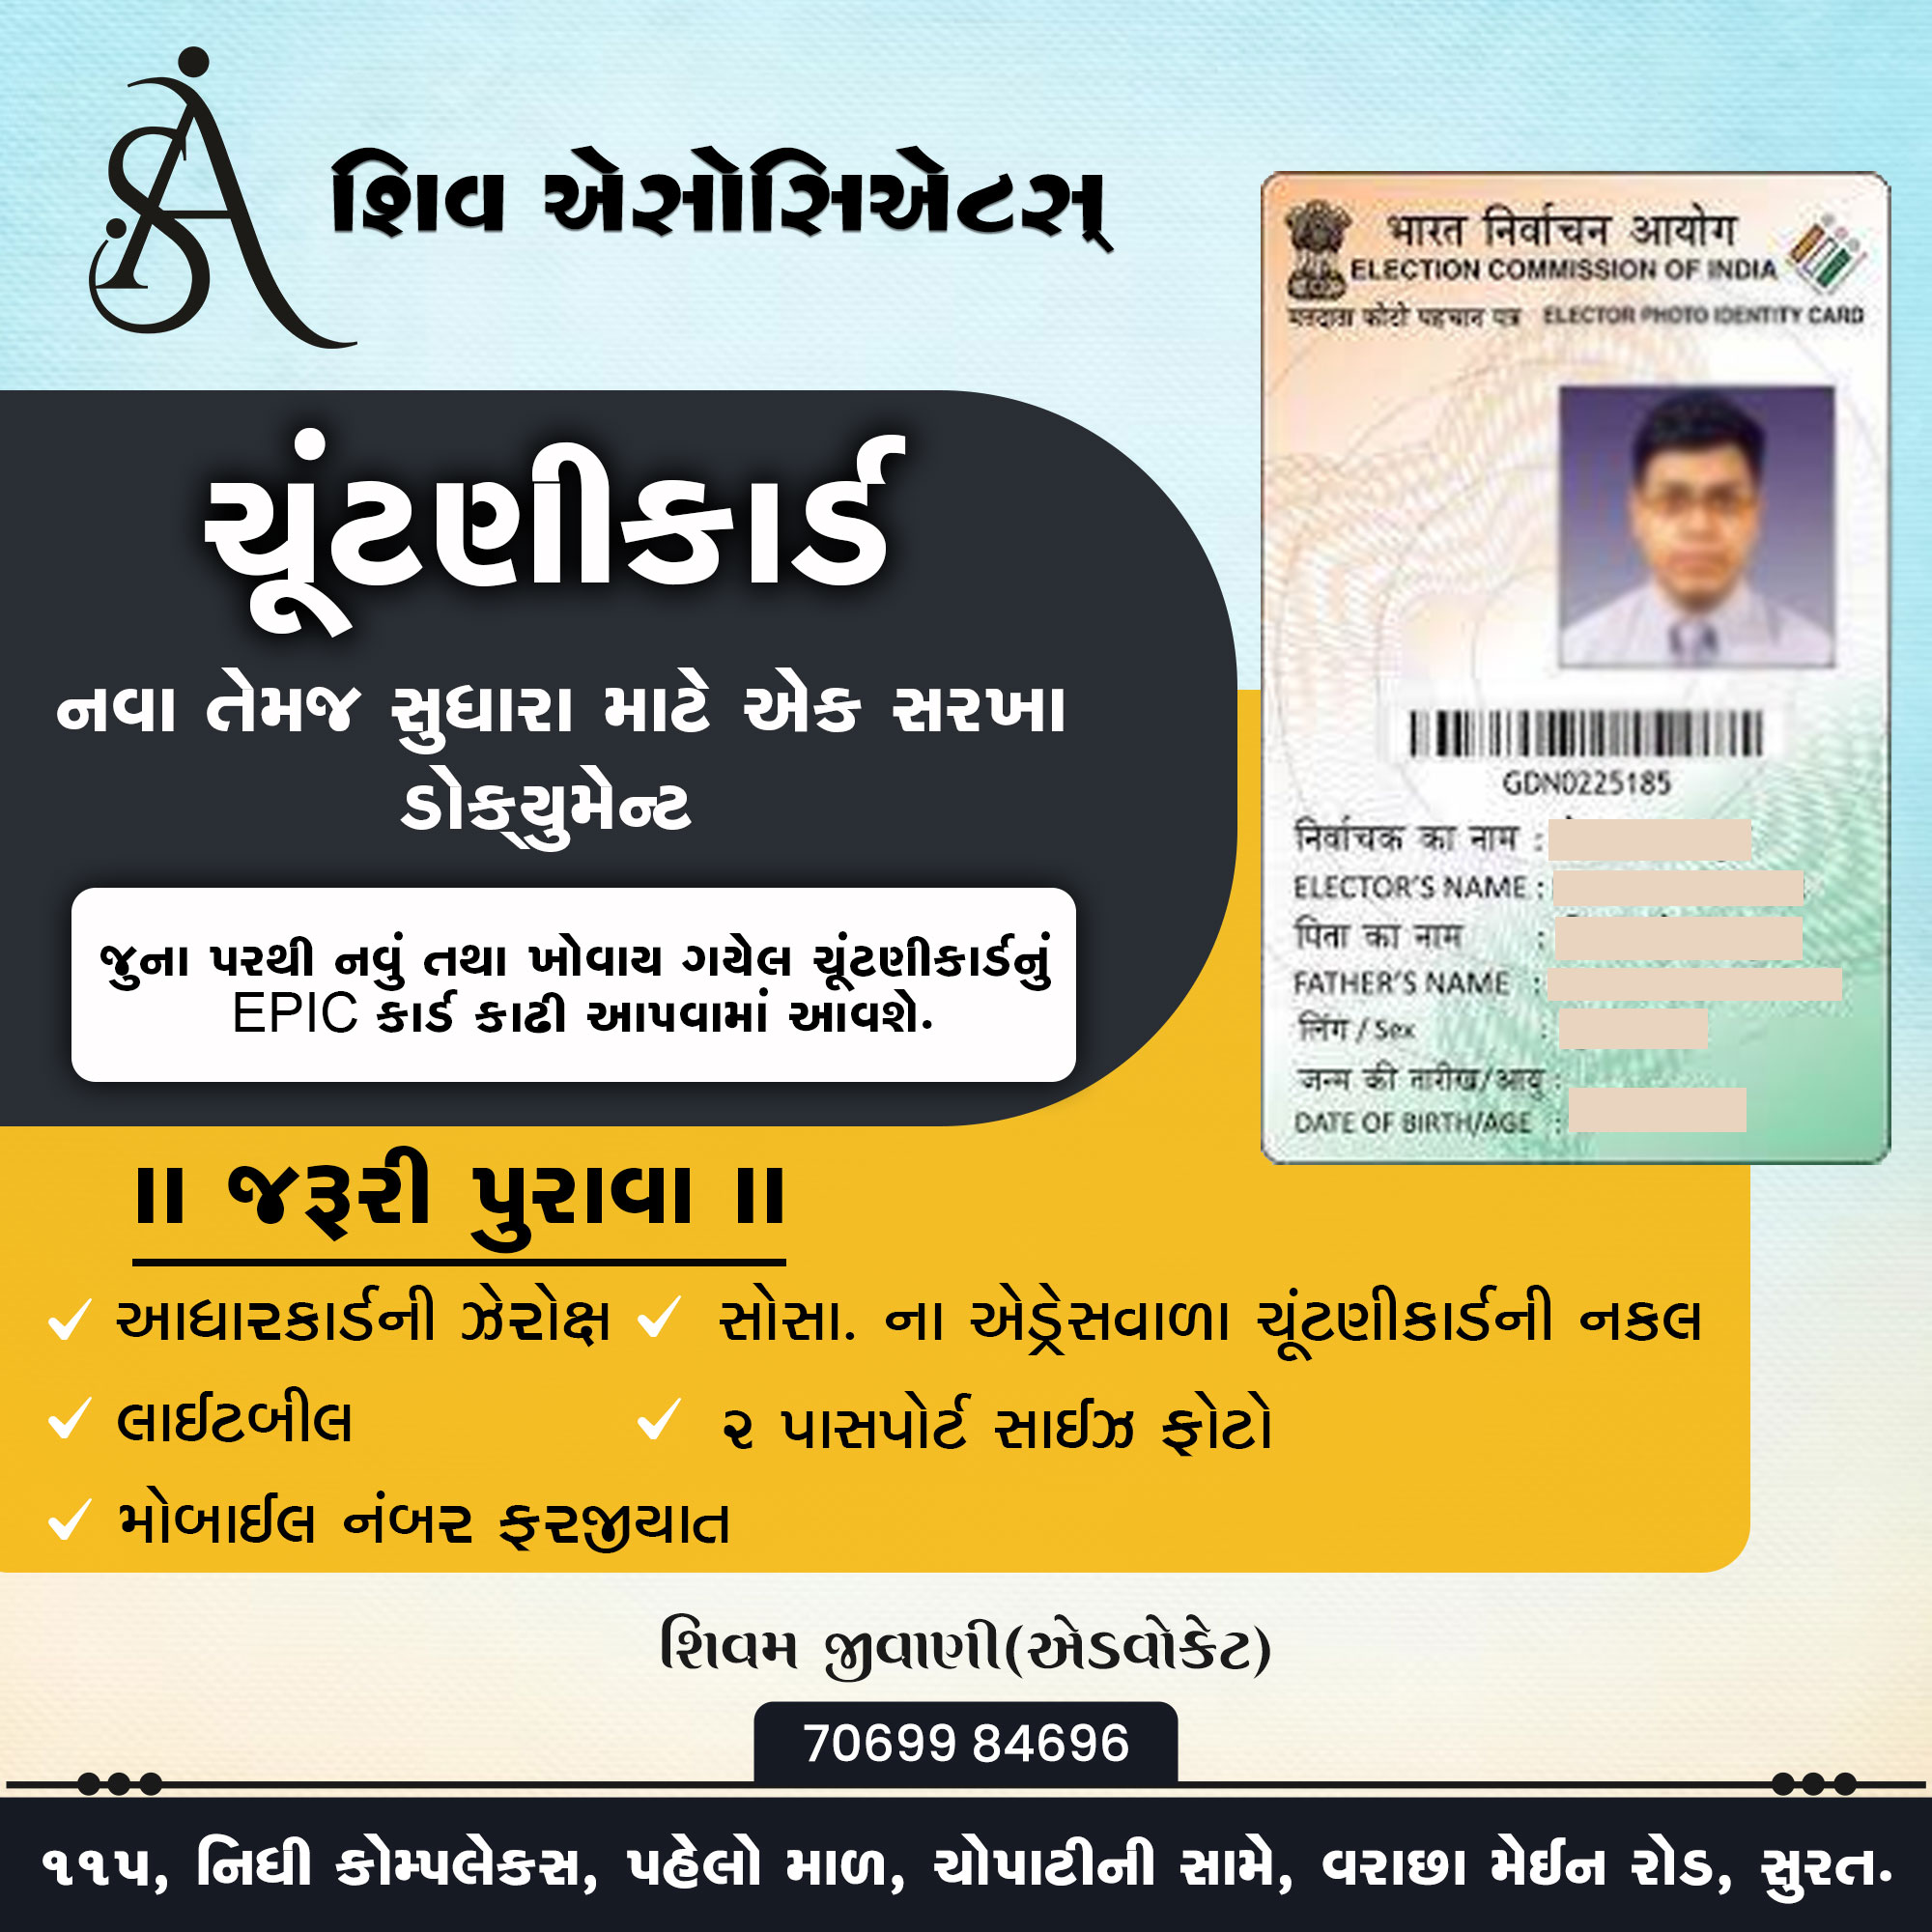 SA
શિવ એસોસિએટસ્
ચૂંટણીકાર્ડ
નવા તેમજ સુધારા માટે એક સરખા
ડોક્‌યુમેન્ટ
જુના પરથી નવું તથા ખોવાય ગયેલ ચૂંટણીકાર્ડનું
EPIC કાર્ડ કાઢી આપવામાં આવશે.
भारत निर्वाचन आयोग
ELECTION COMMISSION OF INDIA
मतदाता फोटो पहचान पत्र ELECTOR PHOTO IDENTITY CARD
GDN0225185
निर्वाचक का नाम :
ELECTOR'S NAME :
पिता का नाम :
FATHER'S NAME :
लिंग / Sex :
जन्म की तारीख/आयु :
DATE OF BIRTH/AGE :
॥ જરૂરી પુરાવા ॥
આધારકાર્ડની ઝેરોક્ષ
સોસા. ના એડ્રેસવાળા ચૂંટણીકાર્ડની નકલ
લાઈટબીલ
૨ પાસપોર્ટ સાઈઝ ફોટો
મોબાઈલ નંબર ફરજીયાત
શિવમ જીવાણી(એડવોકેટ)
70699 84696
૧૧૫, નિધી કોમ્પલેકસ, પહેલો માળ, ચોપાટીની સામે, વરાછા મેઈન રોડ, સુરત.